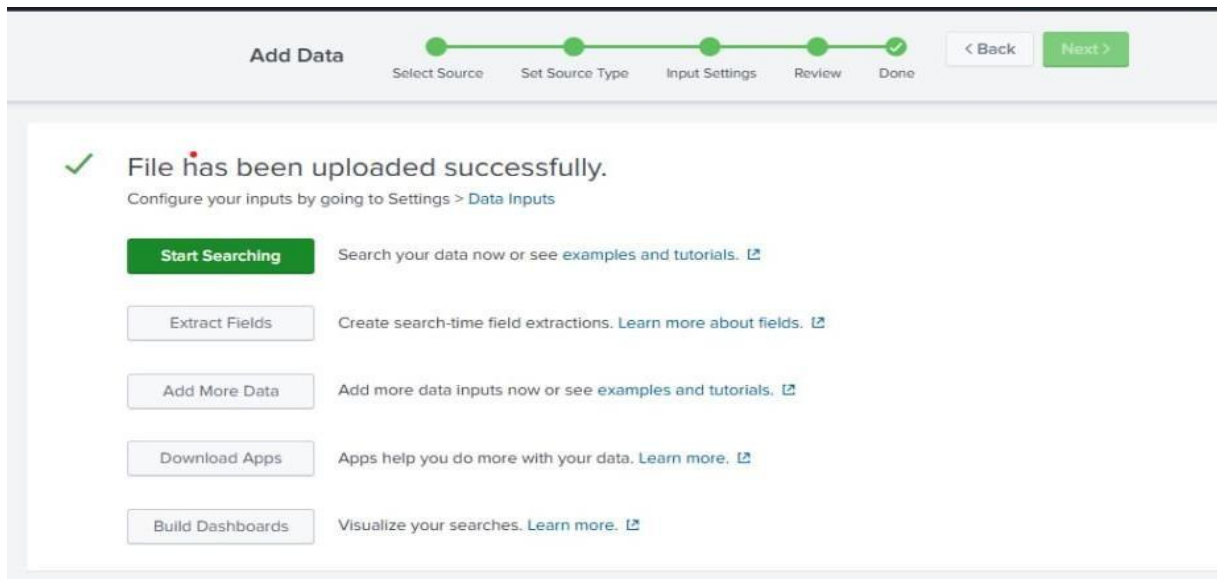 Add Data
Select Source
Set Source Type
Input Settings
Review
Done
< Back
Next >
File has been uploaded successfully.
Configure your inputs by going to Settings > Data Inputs
Start Searching
Search your data now or see examples and tutorials.
Extract Fields
Create search-time field extractions. Learn more about fields.
Add More Data
Add more data inputs now or see examples and tutorials.
Download Apps
Apps help you do more with your data. Learn more.
Build Dashboards
Visualize your searches. Learn more.